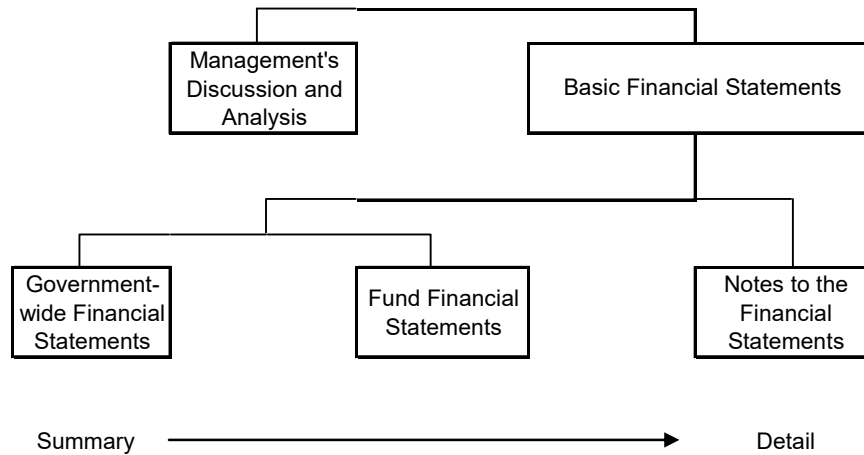 Management's
Discussion and
Analysis
Basic Financial Statements
Government-
wide Financial
Statements
Fund Financial
Statements
Notes to the
Financial
Statements
Summary
Detail